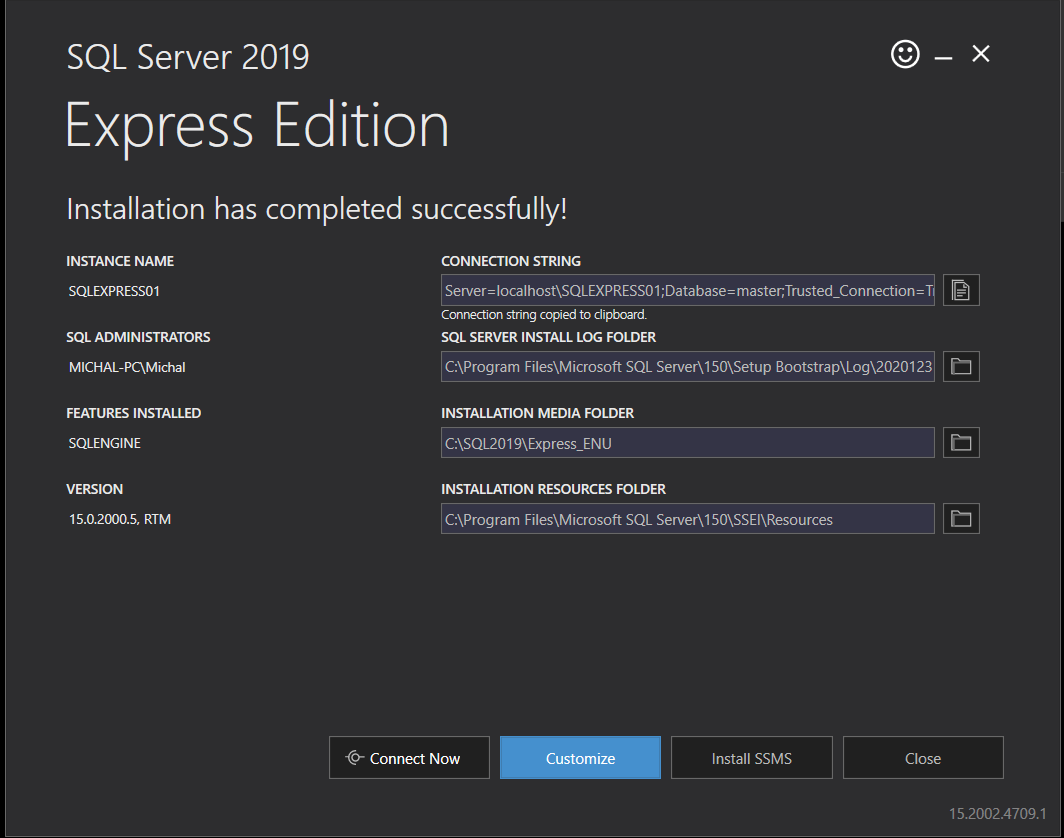 SQL Server 2019
Express Edition
Installation has completed successfully!
INSTANCE NAME
SQLEXPRESS01
CONNECTION STRING
Server=localhost\SQLEXPRESS01;Database=master;Trusted_Connection=Tr
Connection string copied to clipboard.
SQL ADMINISTRATORS
MICHAL-PC\Michal
SQL SERVER INSTALL LOG FOLDER
C:\Program Files\Microsoft SQL Server\150\Setup Bootstrap\Log\2020123
FEATURES INSTALLED
SQLENGINE
INSTALLATION MEDIA FOLDER
C:\SQL2019\Express_ENU
VERSION
15.0.2000.5, RTM
INSTALLATION RESOURCES FOLDER
C:\Program Files\Microsoft SQL Server\150\SSEI\Resources
Connect Now
Customize
Install SSMS
Close
15.2002.4709.1